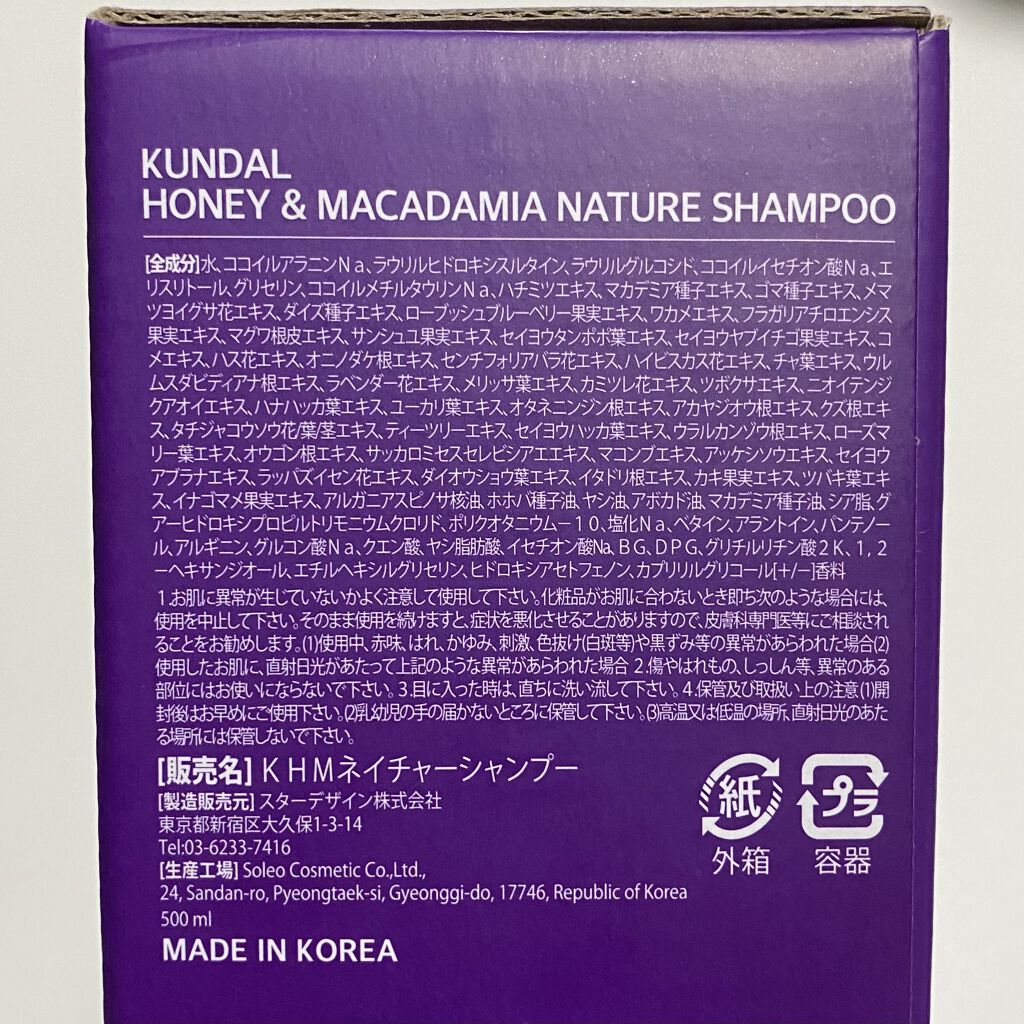 KUNDAL
HONEY & MACADAMIA NATURE SHAMPOO
[全成分]水、ココイルアラニンNa、ラウリルヒドロキシスルタイン、ラウリルグルコシド、ココイルイセチオン酸Na、エ
リスリトール、グリセリン、ココイルメチルタウリンNa、ハチミツエキス、マカデミア種子エキス、ゴマ種子エキス、メマ
ツヨイグサ花エキス、ダイズ種子エキス、ローブッシュブルーベリー果実エキス、ワカメエキス、フラガリアチロエンシス
果実エキス、マグワ根皮エキス、サンシュユ果実エキス、セイヨウタンポポ葉エキス、セイヨウヤブイチゴ果実エキス、コ
メエキス、ハス花エキス、オニノダケ根エキス、センチフォリアバラ花エキス、ハイビスカス花エキス、チャ葉エキス、ウル
ムスダビディアナ根エキス、ラベンダー花エキス、メリッサ葉エキス、カミツレ花エキス、ツボクサエキス、ニオイテンジ
クアオイエキス、ハナハッカ葉エキス、ユーカリ葉エキス、オタネニンジン根エキス、アカヤジオウ根エキス、クズ根エキ
ス、タチジャコウソウ花/葉/茎エキス、ティーツリーエキス、セイヨウハッカ葉エキス、ウラルカンゾウ根エキス、ローズマ
リー葉エキス、オウゴン根エキス、サッカロミセスセレビシアエエキス、マコンブエキス、アッケシソウエキス、セイヨウ
アブラナエキス、ラッパズイセン花エキス、ダイオウショウ葉エキス、イタドリ根エキス、カキ果実エキス、ツバキ葉エキ
ス、イナゴマメ果実エキス、アルガニアスピノサ核油、ホホバ種子油、ヤシ油、アボカド油、マカデミア種子油、シア脂、グ
アーヒドロキシプロピルトリモニウムクロリド、ポリクオタニウム－10、塩化Na、ベタイン、アラントイン、パンテノー
ル、アルギニン、グルコン酸Na、クエン酸、ヤシ脂肪酸、イセチオン酸Na、BG、DPG、グリチルリチン酸2K、1，2
－ヘキサンジオール、エチルヘキシルグリセリン、ヒドロキシアセトフェノン、カプリリルグリコール[+/－]香料
1.お肌に異常が生じていないかよく注意して使用して下さい。化粧品がお肌に合わないとき即ち次のような場合には、
使用を中止して下さい。そのまま使用を続けますと、症状を悪化させることがありますので、皮膚科専門医等にご相談され
ることをお勧めします。(1)使用中、赤味、はれ、かゆみ、刺激、色抜け(白斑等)や黒ずみ等の異常があらわれた場合(2)
使用したお肌に、直射日光があたって上記のような異常があらわれた場合 2.傷やはれもの、しっしん等、異常のある
部位にはお使いにならないで下さい。3.目に入った時は、直ちに洗い流して下さい。4.保管及び取扱い上の注意(1)開
封後はお早めにご使用下さい。(2)乳幼児の手の届かないところに保管して下さい。(3)高温又は低温の場所、直射日光のあた
る場所には保管しないで下さい。
[販売名]KHMネイチャーシャンプー
[製造販売元]スターデザイン株式会社
東京都新宿区大久保1-3-14
Tel:03-6233-7416
[生産工場] Soleo Cosmetic Co.,Ltd.,
24, Sandan-ro, Pyeongtaek-si, Gyeonggi-do, 17746, Republic of Korea
500 ml
MADE IN KOREA
紙
外箱
プラ
容器